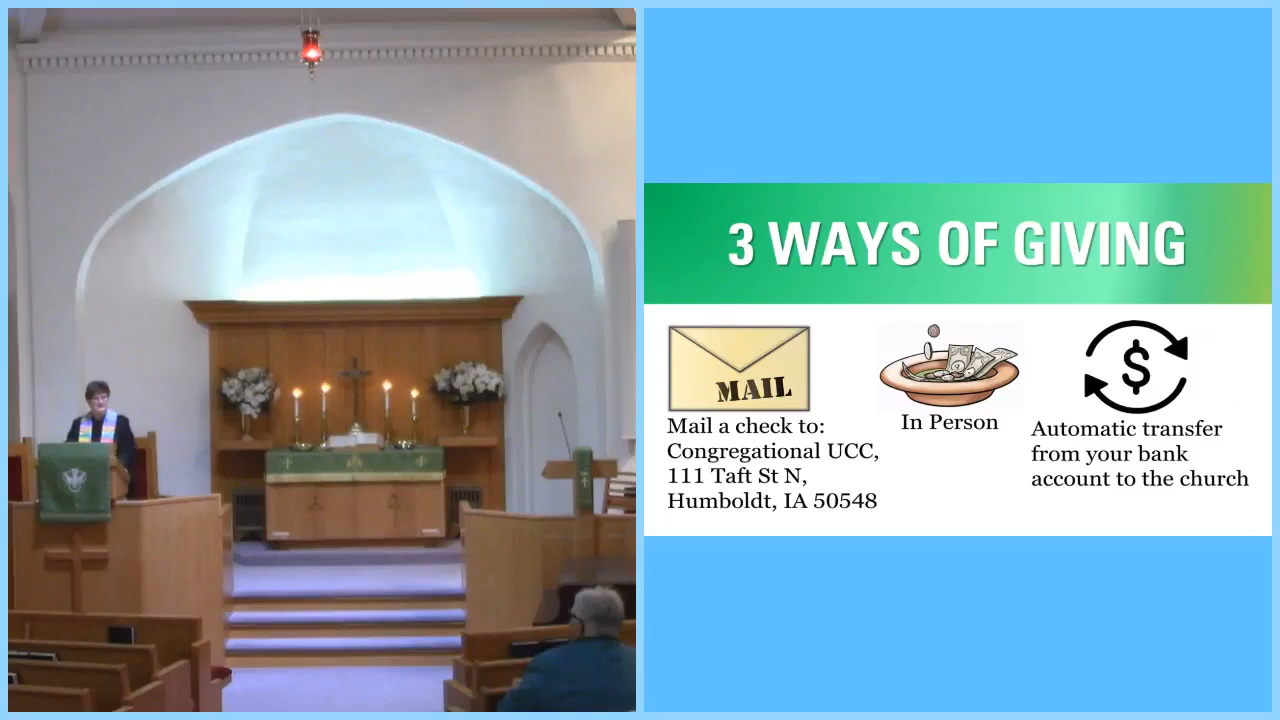 3 WAYS OF GIVING
MAIL
Mail a check to:
Congregational UCC,
111 Taft St N,
Humboldt, IA 50548
In Person
Automatic transfer
from your bank
account to the church